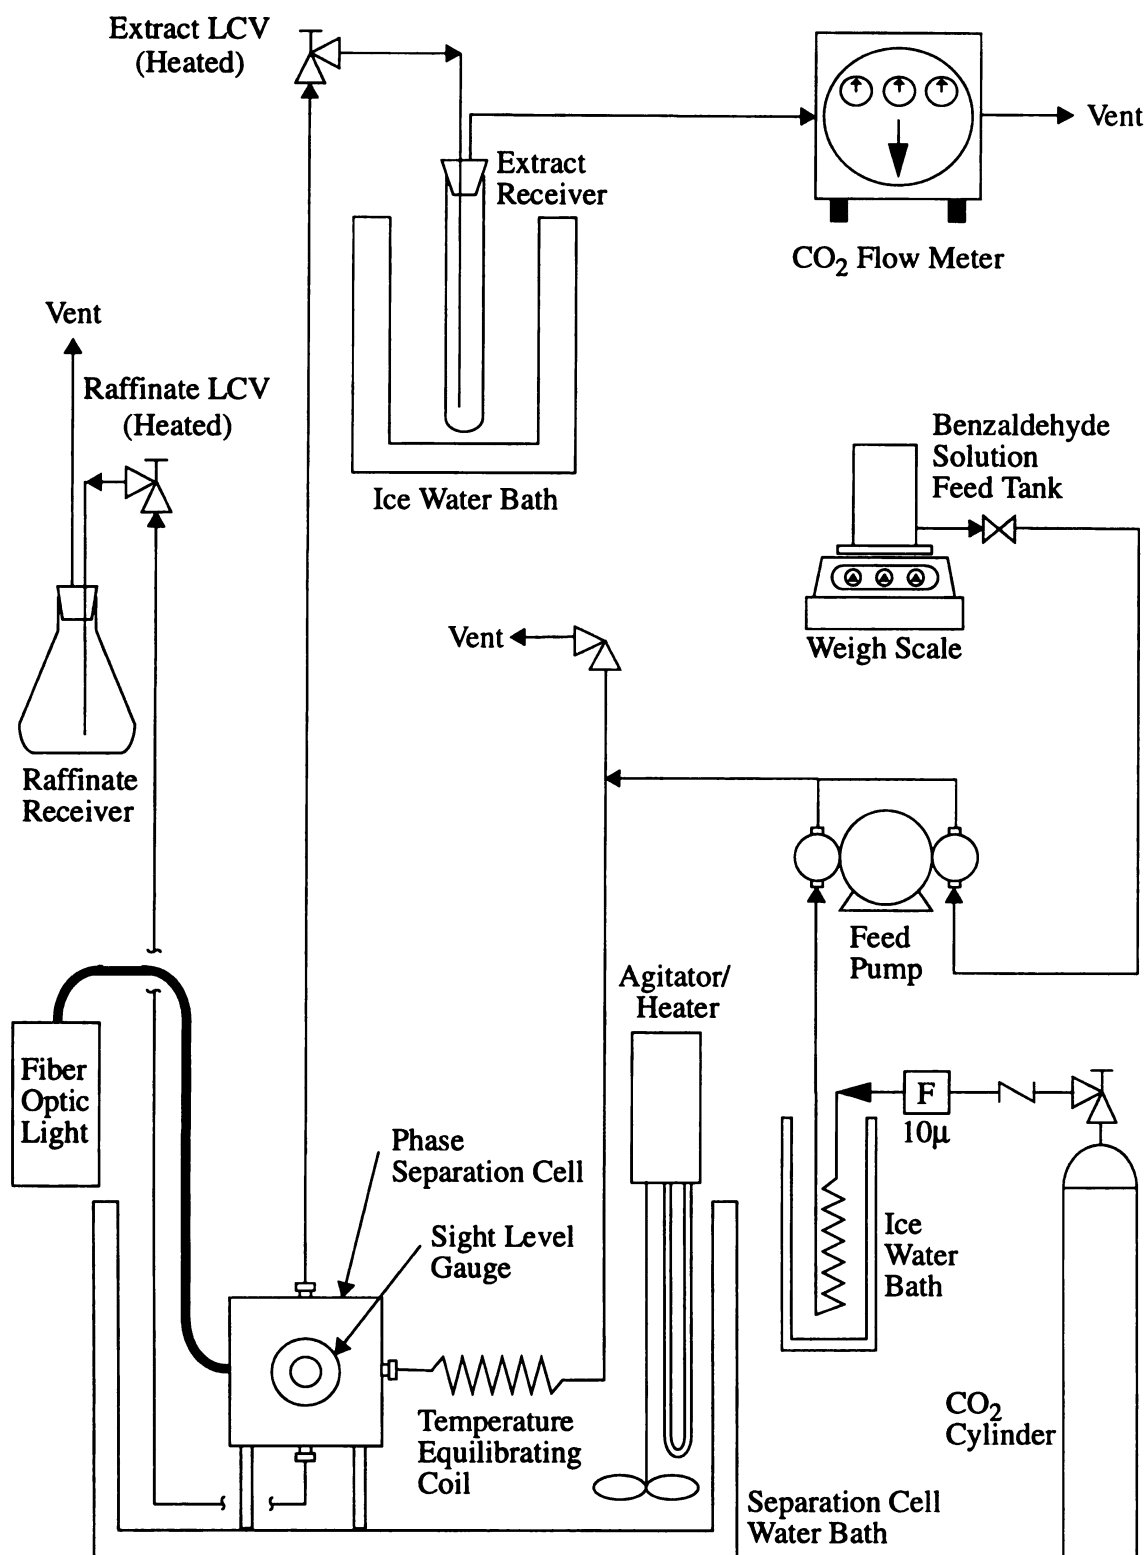 Extract LCV
(Heated)
Vent
Extract
Receiver
CO2 Flow Meter
Vent
Raffinate LCV
(Heated)
Ice Water Bath
Benzaldehyde
Solution
Feed Tank
Vent
Weigh Scale
Raffinate
Receiver
Feed
Pump
Agitator/
Heater
Fiber
Optic
Light
F
10μ
Phase
Separation Cell
Sight Level
Gauge
Ice
Water
Bath
CO2
Cylinder
Temperature
Equilibrating
Coil
Separation Cell
Water Bath